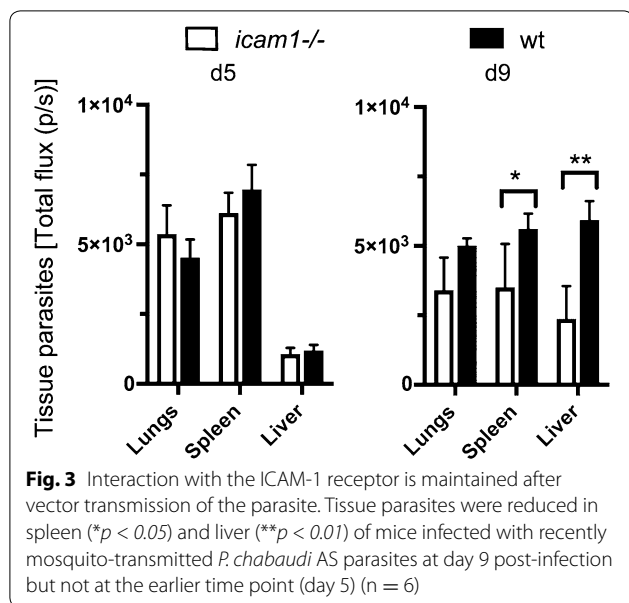 icam1-/- wt
d5 d9
Tissue parasites [Total flux (p/s)]
1×10⁴ 1×10⁴
* **
5×10³ 5×10³
0 0
Lungs Spleen Liver Lungs Spleen Liver
Fig. 3 Interaction with the ICAM-1 receptor is maintained after
vector transmission of the parasite. Tissue parasites were reduced in
spleen (*p < 0.05) and liver (**p < 0.01) of mice infected with recently
mosquito-transmitted P. chabaudi AS parasites at day 9 post-infection
but not at the earlier time point (day 5) (n = 6)